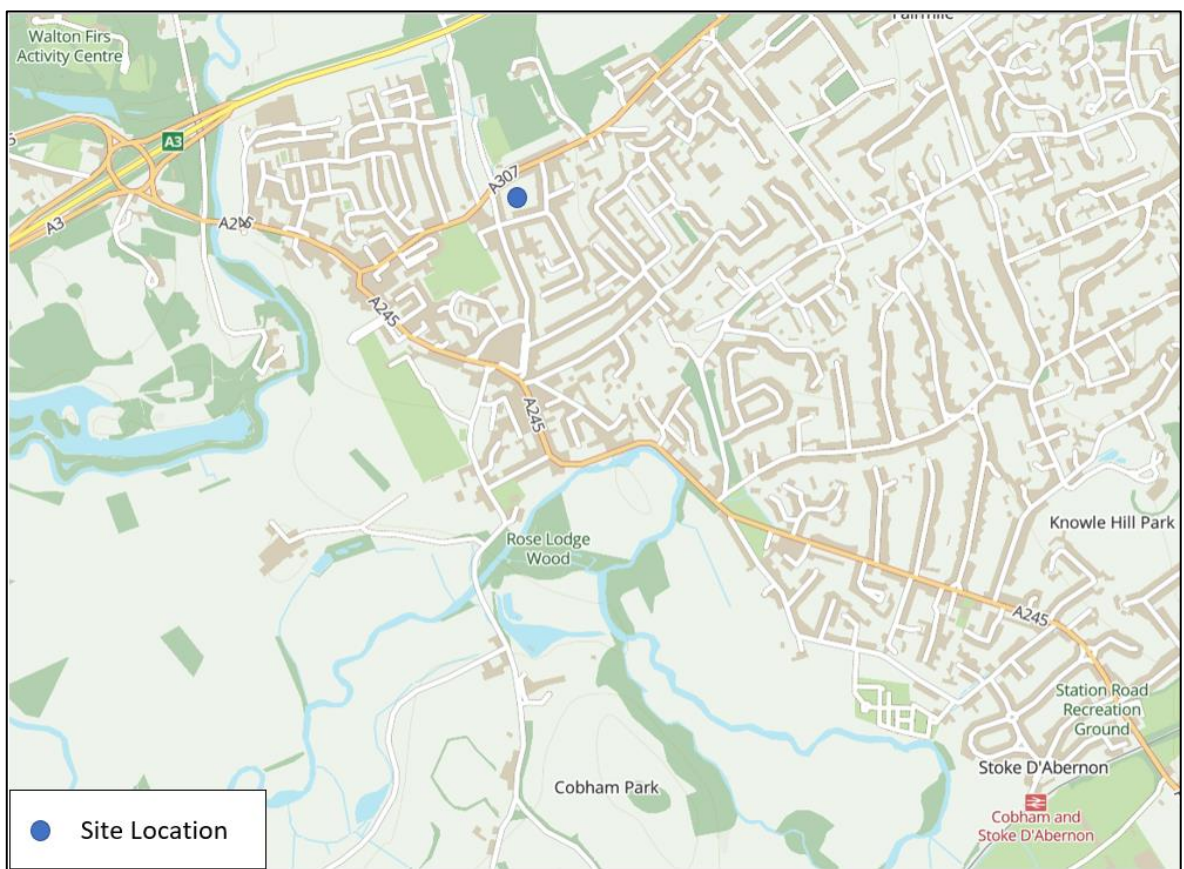 Fairmile
Walton Firs
Activity Centre
A3
A307
A3
A245
A245
A245
Rose Lodge
Wood
Knowle Hill Park
A245
Station Road
Recreation
Ground
Stoke D'Abernon
Cobham Park
Cobham and
Stoke D'Abernon
Site Location